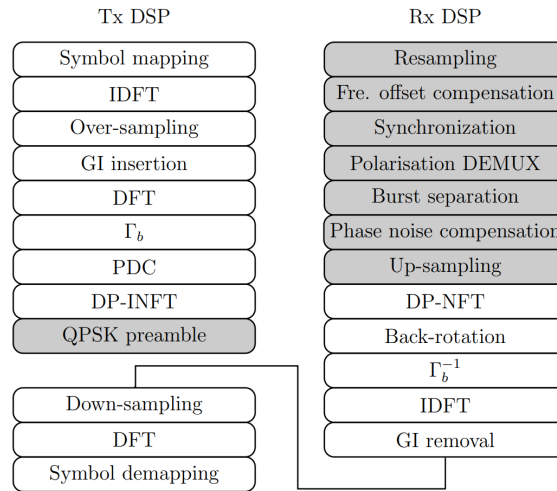 Tx DSP
Symbol mapping
IDFT
Over-sampling
GI insertion
DFT
Γ_b
PDC
DP-INFT
QPSK preamble
Rx DSP
Resampling
Fre. offset compensation
Synchronization
Polarisation DEMUX
Burst separation
Phase noise compensation
Up-sampling
DP-NFT
Back-rotation
Γ_b^{-1}
IDFT
GI removal
Down-sampling
DFT
Symbol demapping